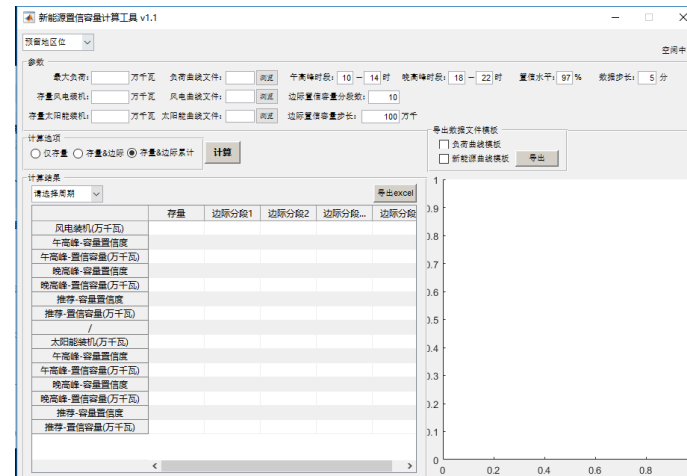 新能源置信容量计算工具 v1.1
预留地区位
空闲中
参数
最大负荷: 万千瓦 负荷曲线文件: 浏览 午高峰时段: 10 — 14 时 晚高峰时段: 18 — 22 时 置信水平: 97 % 数据步长: 5 分
存量风电装机: 万千瓦 风电曲线文件: 浏览 边际置信容量分段数: 10
存量太阳能装机: 万千瓦 太阳能曲线文件: 浏览 边际置信容量步长: 100 万千
计算选项
仅存量 存量&边际 存量&边际累计 计算
导出数据文件模板
负荷曲线模板
新能源曲线模板 导出
计算结果
请选择周期 导出excel
存量 边际分段1 边际分段2 边际分段... 边际分段
风电装机(万千瓦)
午高峰-容量置信度
午高峰-置信容量(万千瓦)
晚高峰-容量置信度
晚高峰-置信容量(万千瓦)
推荐-容量置信度
推荐-置信容量(万千瓦)
/
太阳能装机(万千瓦)
午高峰-容量置信度
午高峰-置信容量(万千瓦)
晚高峰-容量置信度
晚高峰-置信容量(万千瓦)
推荐-容量置信度
推荐-置信容量(万千瓦)
1
0.9
0.8
0.7
0.6
0.5
0.4
0.3
0.2
0.1
0
0 0.2 0.4 0.6 0.8